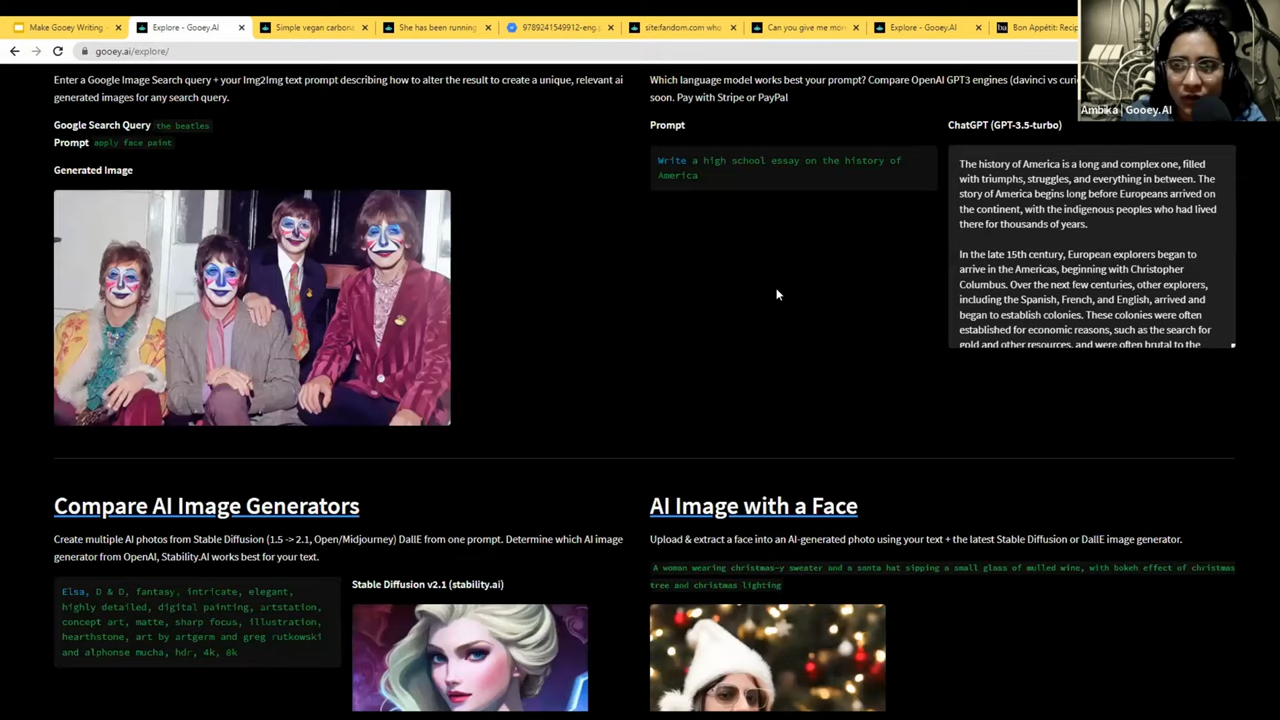 Make Gooey Writing -
Explore - Gooey.AI
Simple vegan carbona
She has been running
9789241549912-eng.p
site:fandom.com who
Can you give me more
Explore - Gooey.AI
Bon Appétit: Recip
gooey.ai/explore/
Ambika | Gooey.AI
Enter a Google Image Search query + your Img2Img text prompt describing how to alter the result to create a unique, relevant ai
generated images for any search query.
Google Search Query the beatles
Prompt apply face paint
Generated Image
Which language model works best your prompt? Compare OpenAI GPT3 engines (davinci vs curi
soon. Pay with Stripe or PayPal
Prompt
Write a high school essay on the history of
America
ChatGPT (GPT-3.5-turbo)
The history of America is a long and complex one, filled
with triumphs, struggles, and everything in between. The
story of America begins long before Europeans arrived on
the continent, with the indigenous peoples who had lived
there for thousands of years.
In the late 15th century, European explorers began to
arrive in the Americas, beginning with Christopher
Columbus. Over the next few centuries, other explorers,
including the Spanish, French, and English, arrived and
began to establish colonies. These colonies were often
established for economic reasons, such as the search for
gold and other resources, and were often brutal to the
Compare AI Image Generators
Create multiple AI photos from Stable Diffusion (1.5 -> 2.1, Open/Midjourney) DallE from one prompt. Determine which AI image
generator from OpenAI, Stability.AI works best for your text.
Elsa, D & D, fantasy, intricate, elegant,
highly detailed, digital painting, artstation,
concept art, matte, sharp focus, illustration,
hearthstone, art by artgerm and greg rutkowski
and alphonse mucha, hdr, 4k, 8k
Stable Diffusion v2.1 (stability.ai)
AI Image with a Face
Upload & extract a face into an AI-generated photo using your text + the latest Stable Diffusion or DallE image generator.
A woman wearing christmas-y sweater and a santa hat sipping a small glass of mulled wine, with bokeh effect of christmas
tree and christmas lighting